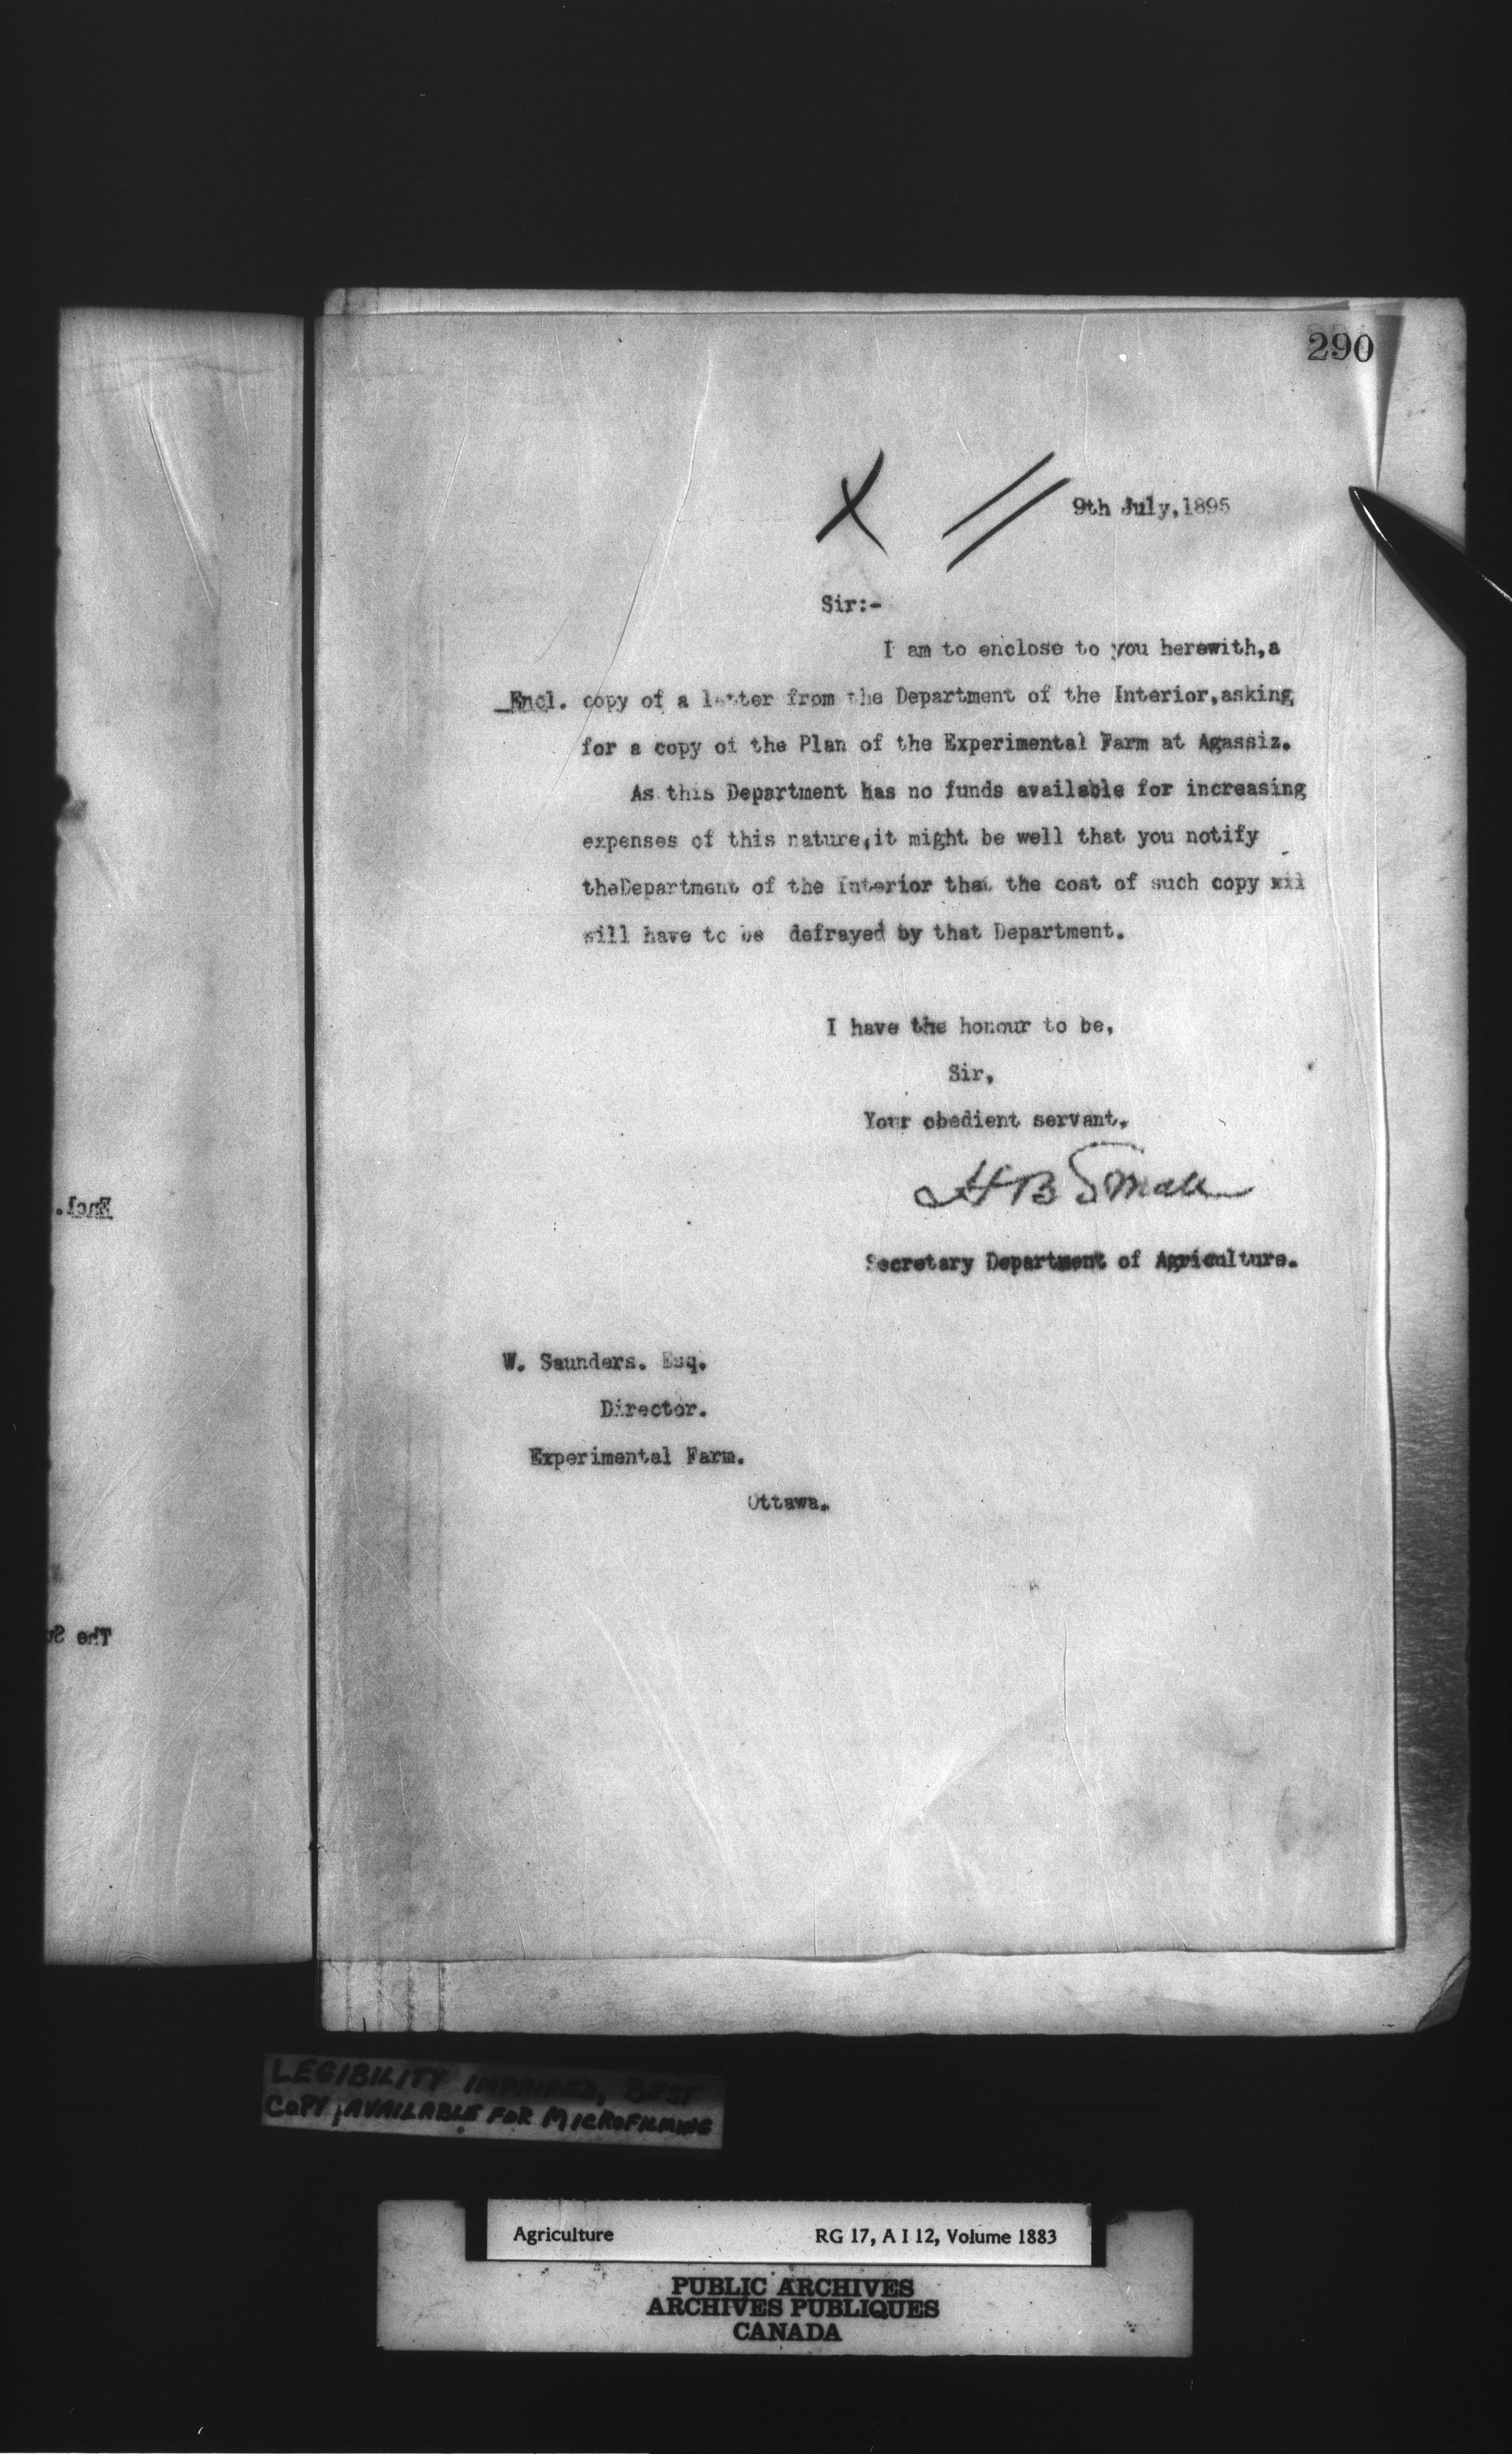 290
X //
9th July,1895
Sir:-
I am to enclose to you herewith,a
Encl. copy of a letter from the Department of the Interior,asking
for a copy of the Plan of the Experimental Farm at Agassiz.
As this Department has no funds available for increasing
expenses of this nature,it might be well that you notify
theDepartment of the Interior that the cost of such copy xxl
will have to be defrayed by that Department.
I have the honour to be,
Sir,
Your obedient servant.
H B Small
Secretary Department of Agriculture.
W. Saunders. Esq.
Director.
Experimental Farm.
Ottawa.
Encl.
The Su
LEGIBILITY IMPAIRED, BEST
COPY AVAILABLE FOR MICROFILMING
Agriculture RG 17, A I 12, Volume 1883
PUBLIC ARCHIVES
ARCHIVES PUBLIQUES
CANADA